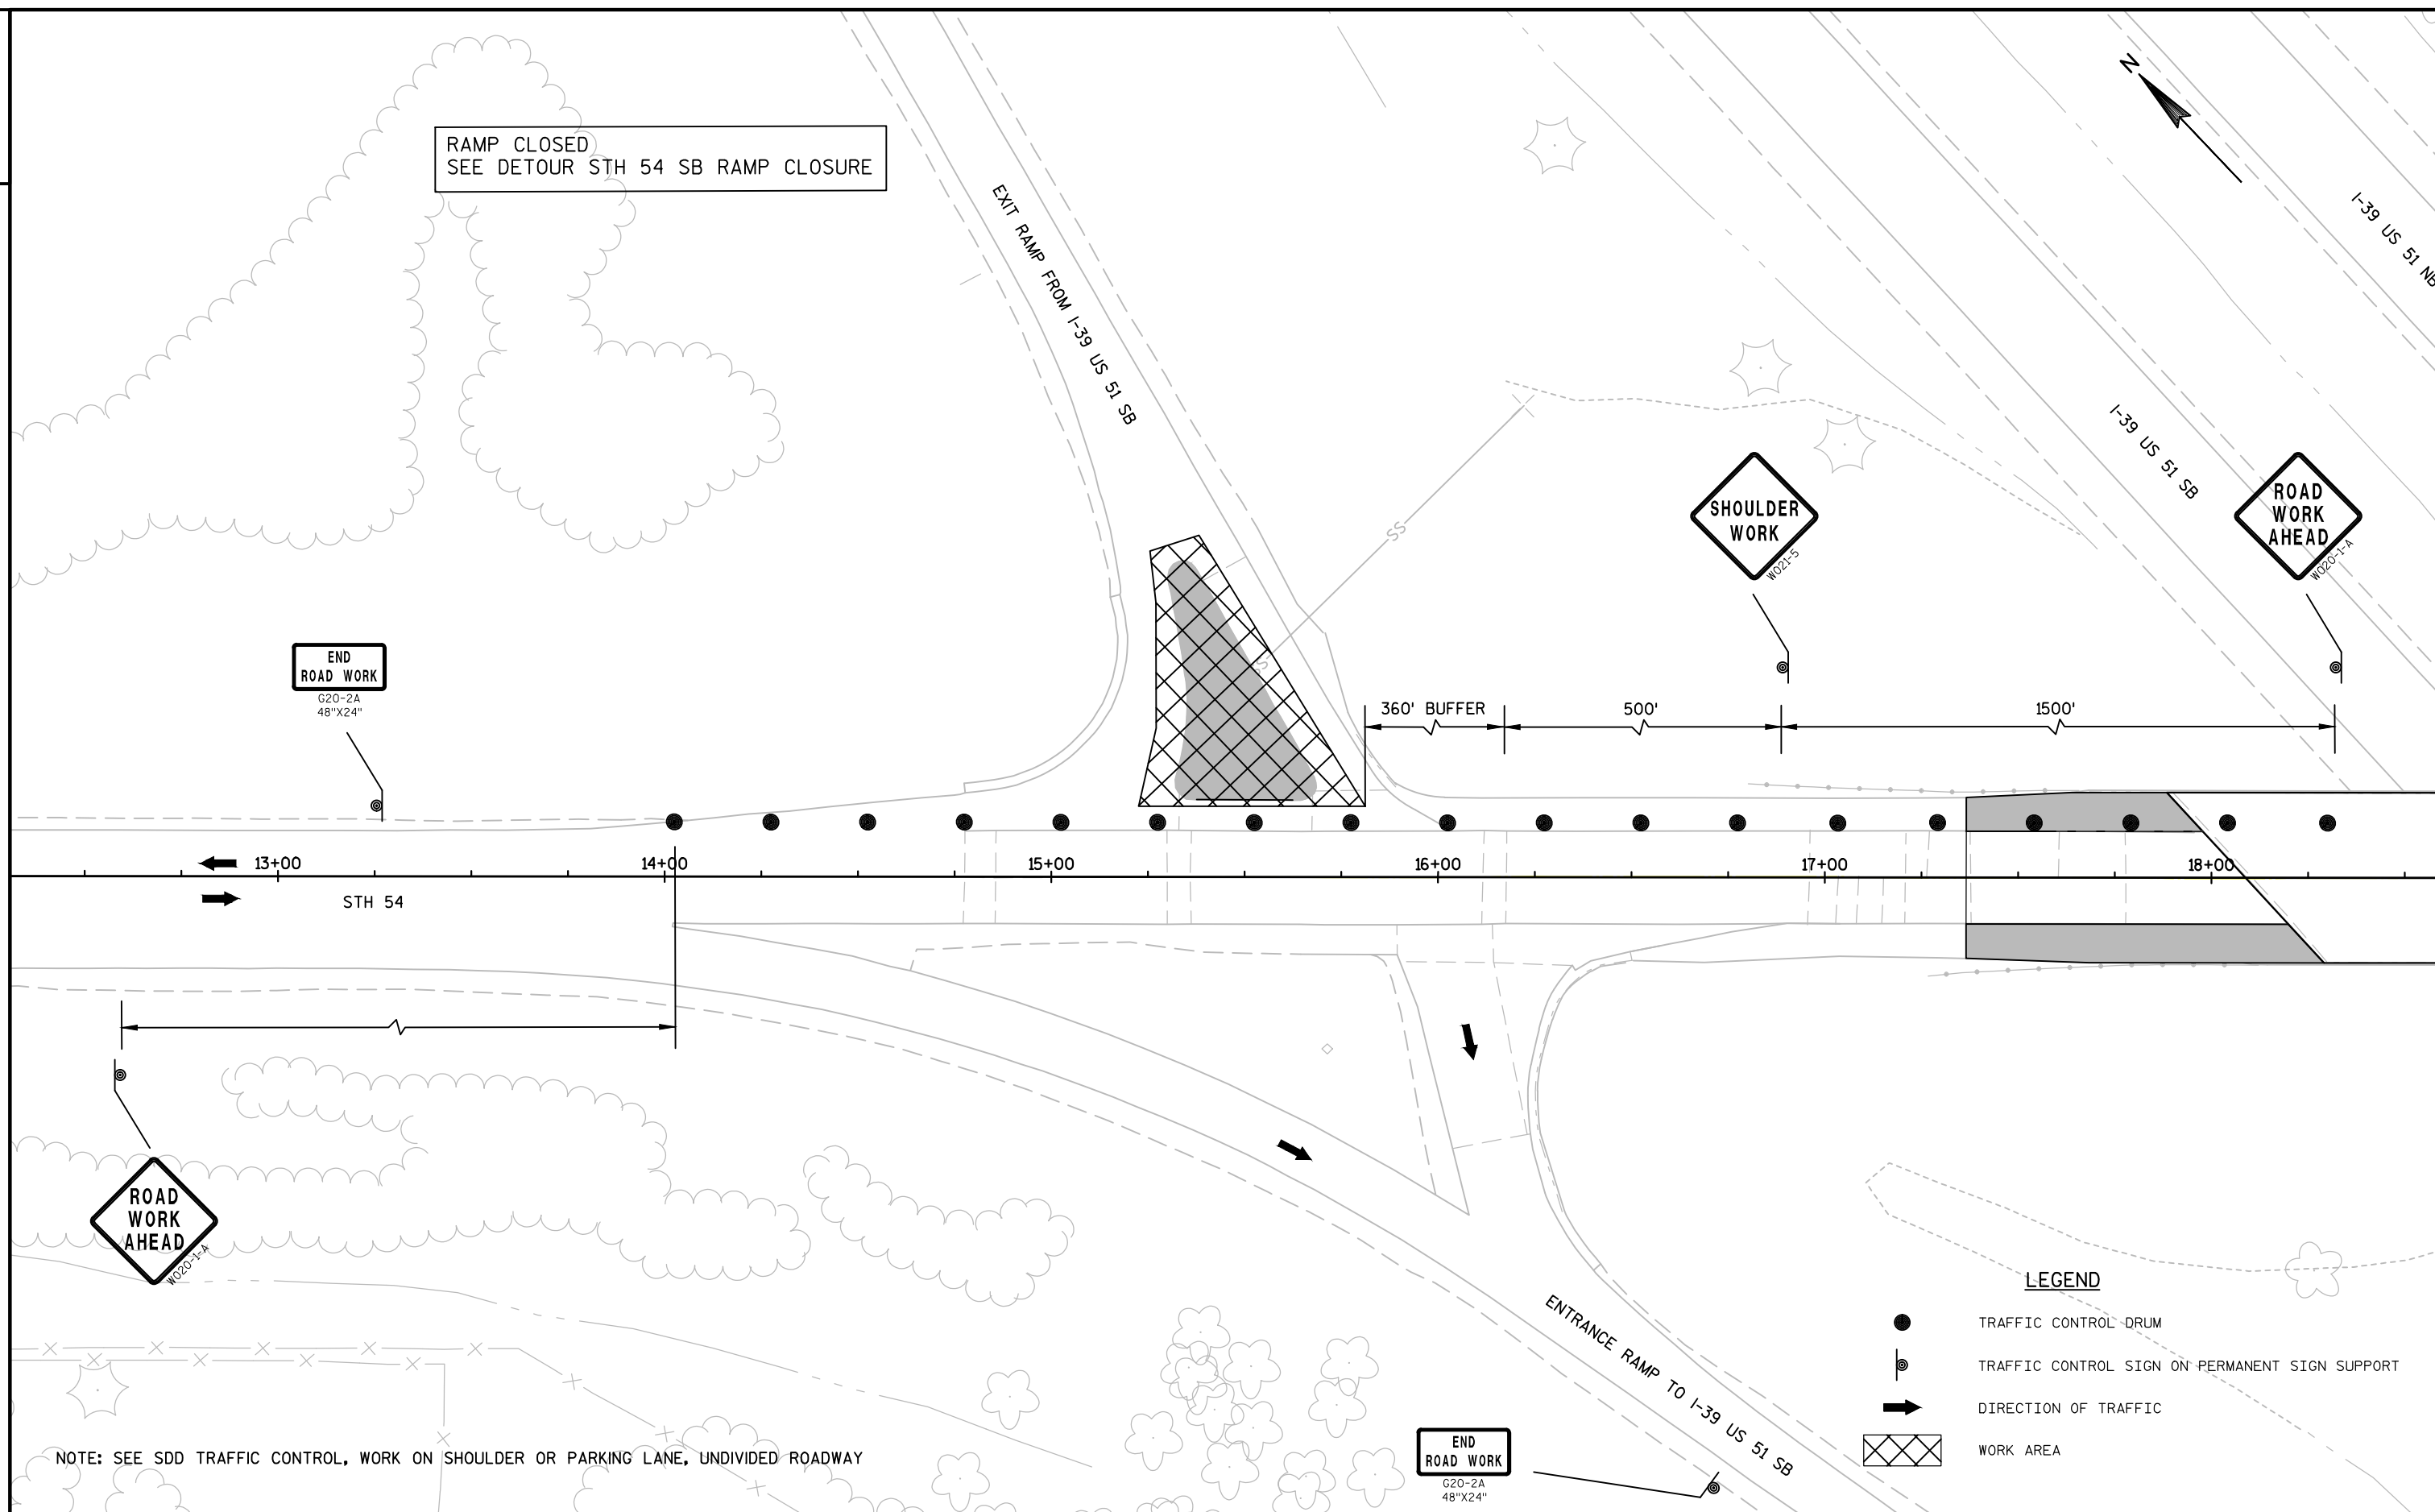 RAMP CLOSED
SEE DETOUR STH 54 SB RAMP CLOSURE
N
I-39 US 51 NB
EXIT RAMP FROM I-39 US 51 SB
I-39 US 51 SB
SHOULDER
WORK
WO21-5
ROAD
WORK
AHEAD
WO20-1-A
SS
SS
END
ROAD WORK
G20-2A
48"X24"
360' BUFFER
500'
1500'
13+00
14+00
15+00
16+00
17+00
18+00
STH 54
ROAD
WORK
AHEAD
WO20-1-A
ENTRANCE RAMP TO I-39 US 51 SB
END
ROAD WORK
G20-2A
48"X24"
NOTE: SEE SDD TRAFFIC CONTROL, WORK ON SHOULDER OR PARKING LANE, UNDIVIDED ROADWAY
LEGEND
TRAFFIC CONTROL DRUM
TRAFFIC CONTROL SIGN ON PERMANENT SIGN SUPPORT
DIRECTION OF TRAFFIC
WORK AREA